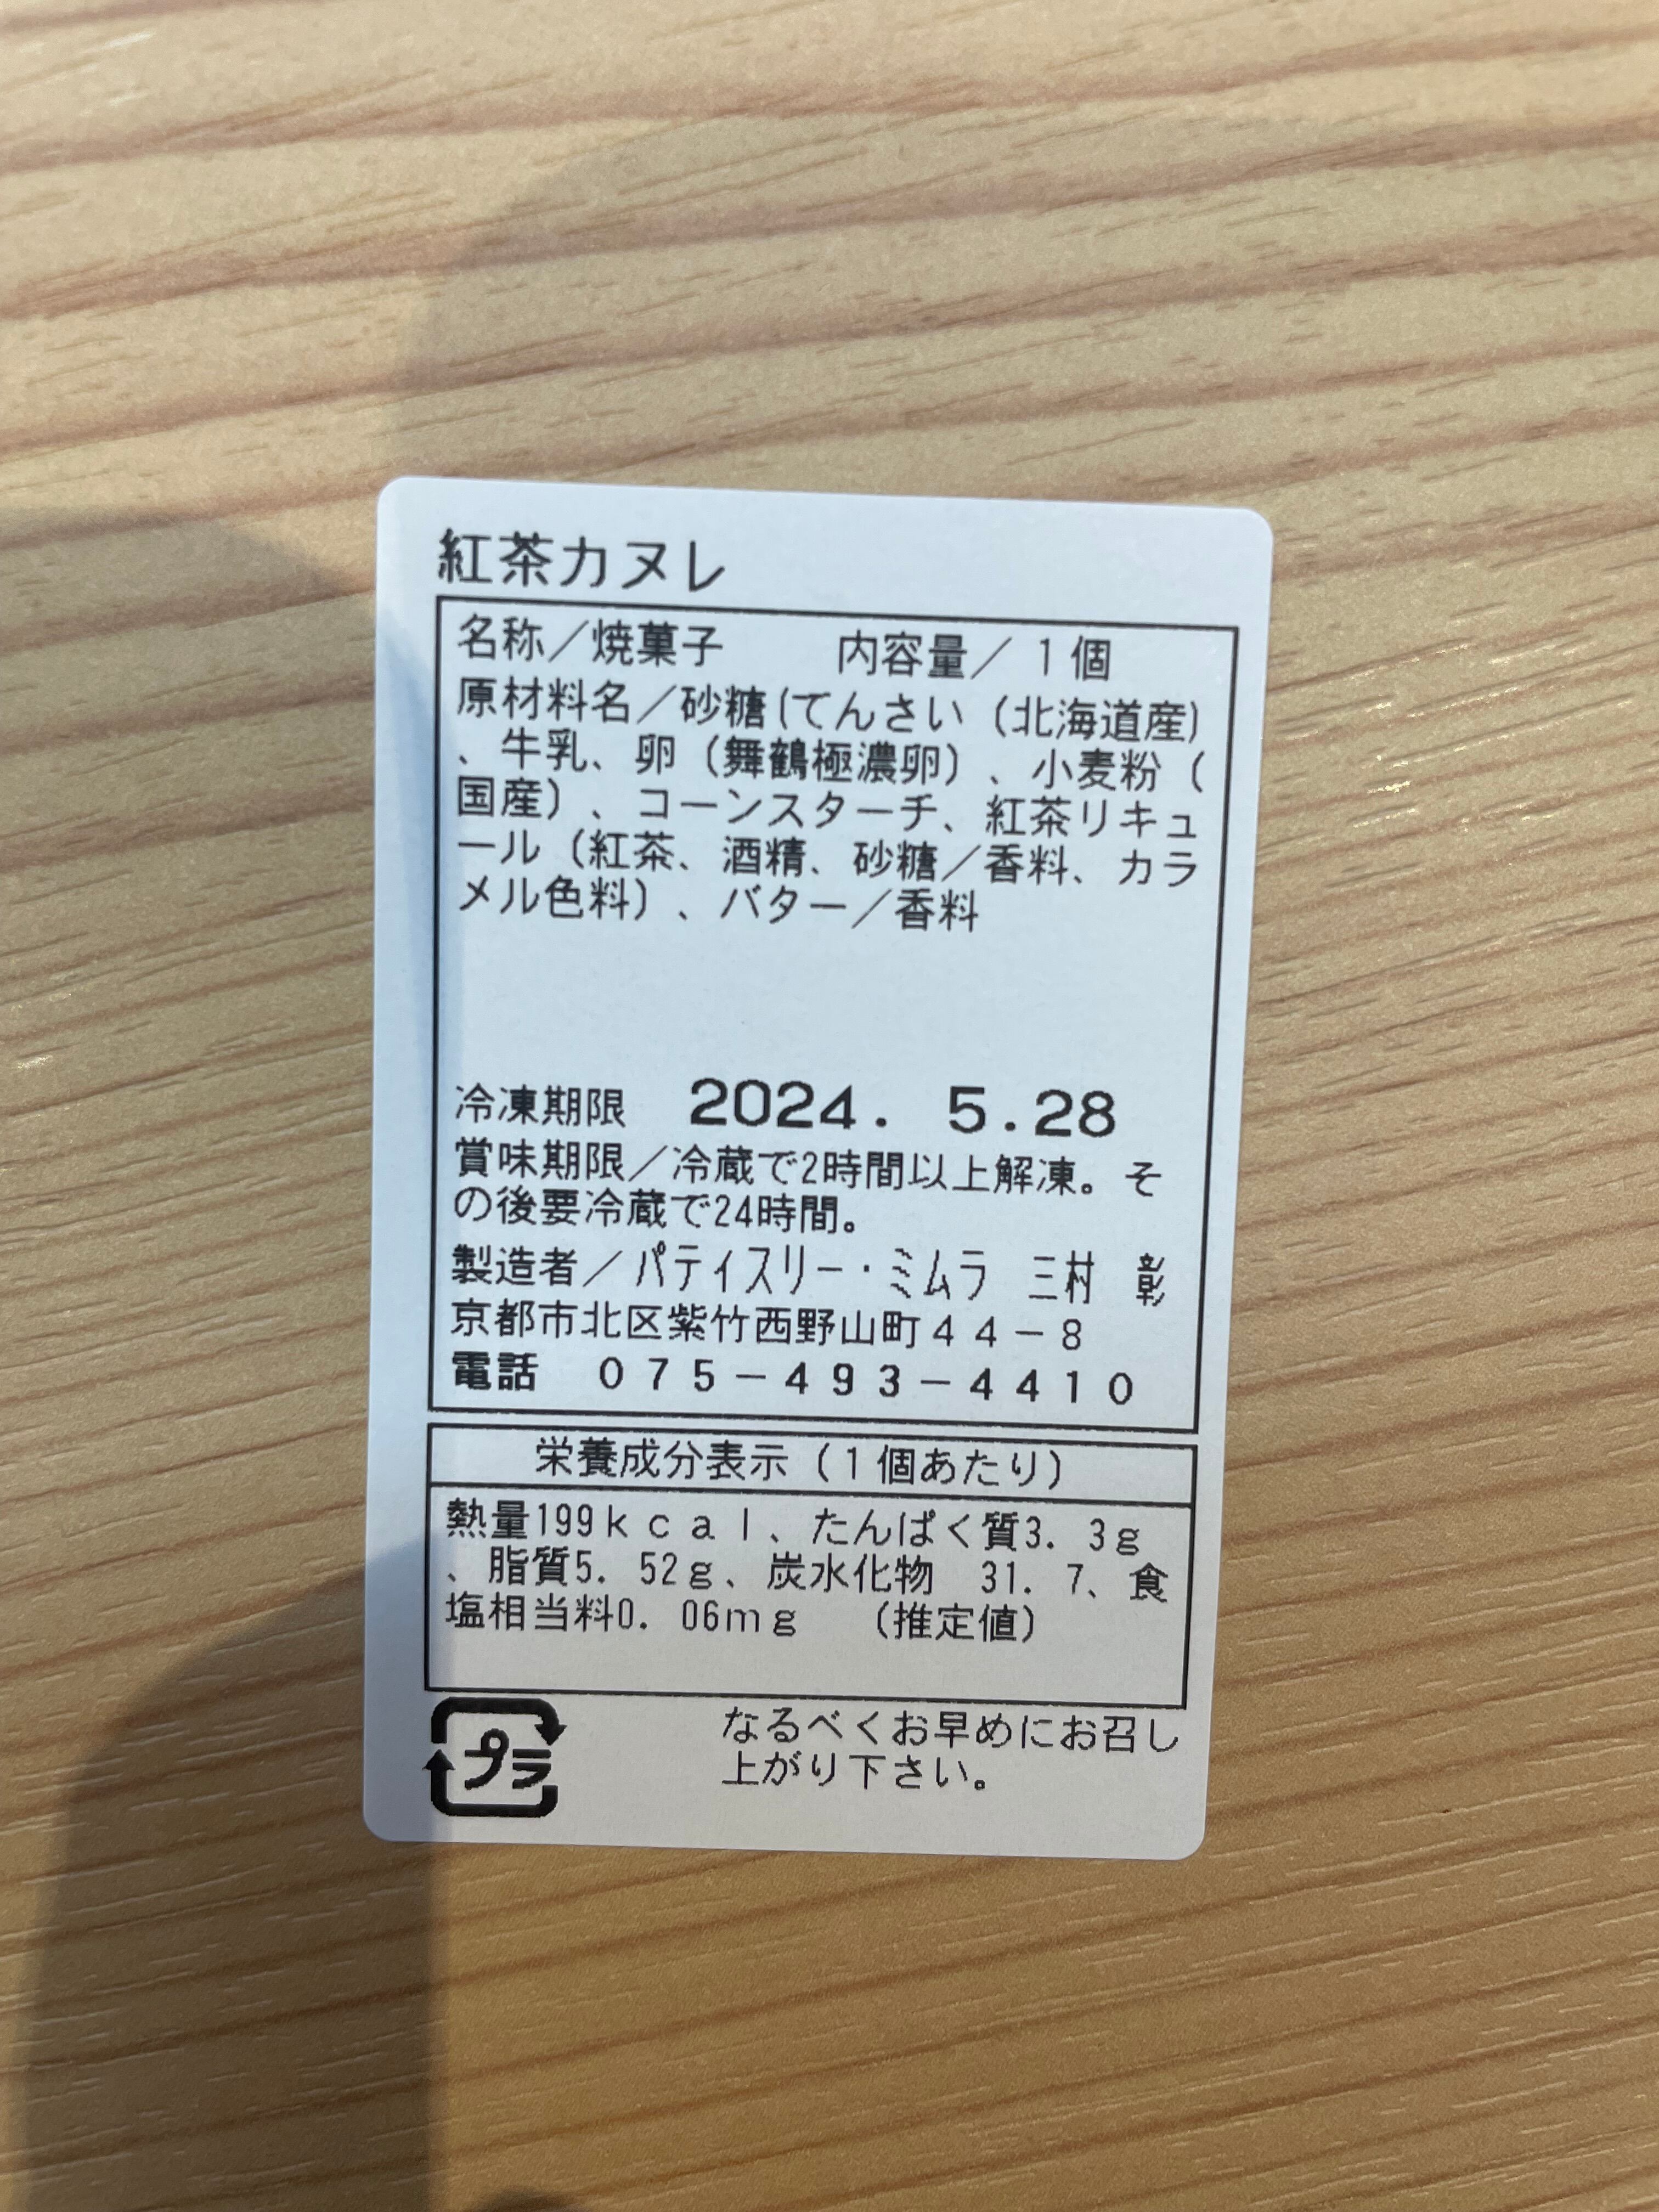 紅茶カヌレ
名称／焼菓子　　内容量／１個
原材料名／砂糖(てんさい（北海道産)
、牛乳、卵（舞鶴極濃卵）、小麦粉（
国産）、コーンスターチ、紅茶リキュ
ール（紅茶、酒精、砂糖／香料、カラ
メル色料）、バター／香料
冷凍期限　2024. 5.28
賞味期限／冷蔵で2時間以上解凍。そ
の後要冷蔵で24時間。
製造者／パティスリー・ミムラ　三村　彰
京都市北区紫竹西野山町４４－８
電話　０７５－４９３－４４１０
栄養成分表示（１個あたり）
熱量199ｋｃａｌ、たんぱく質3．3ｇ
、脂質5．52ｇ、炭水化物　31．7、食
塩相当料0．06ｍｇ　（推定値）
プラ
なるべくお早めにお召し
上がり下さい。